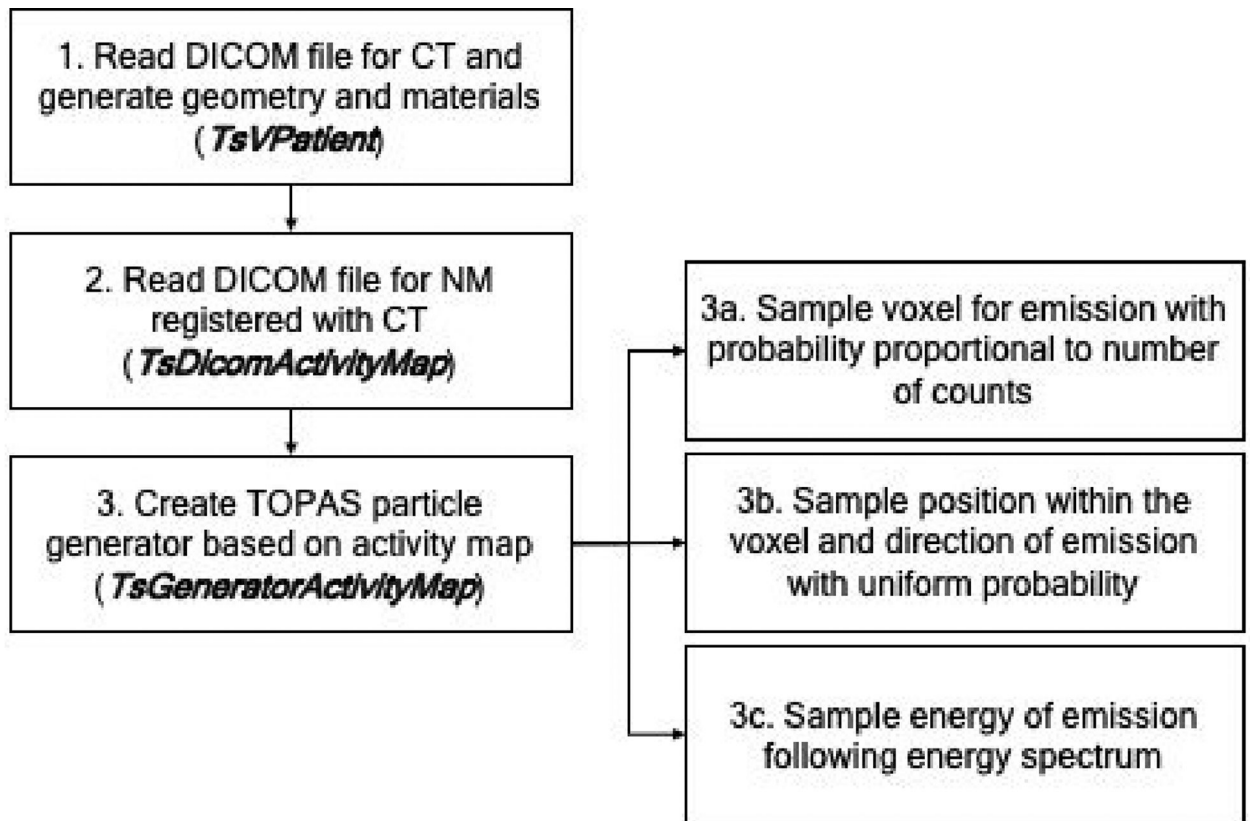 1. Read DICOM file for CT and
generate geometry and materials
(TsVPatient)
2. Read DICOM file for NM
registered with CT
(TsDicomActivityMap)
3. Create TOPAS particle
generator based on activity map
(TsGeneratorActivityMap)
3a. Sample voxel for emission with
probability proportional to number
of counts
3b. Sample position within the
voxel and direction of emission
with uniform probability
3c. Sample energy of emission
following energy spectrum